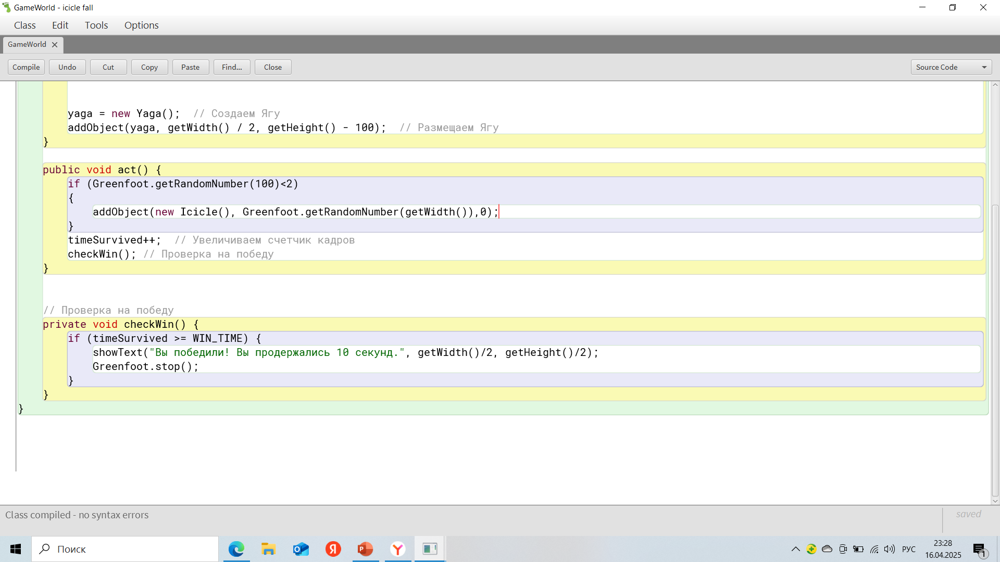 GameWorld - icicle fall
Class Edit Tools Options
GameWorld
Compile Undo Cut Copy Paste Find... Close Source Code
yaga = new Yaga();  // Создаем Ягу
addObject(yaga, getWidth() / 2, getHeight() - 100);  // Размещаем Ягу
}
public void act() {
if (Greenfoot.getRandomNumber(100)<2)
{
addObject(new Icicle(), Greenfoot.getRandomNumber(getWidth()),0);
}
timeSurvived++;  // Увеличиваем счетчик кадров
checkWin(); // Проверка на победу
}
// Проверка на победу
private void checkWin() {
if (timeSurvived >= WIN_TIME) {
showText("Вы победили! Вы продержались 10 секунд.", getWidth()/2, getHeight()/2);
Greenfoot.stop();
}
}
}
Class compiled - no syntax errors
saved
Поиск
РУС
23:28
16.04.2025
1